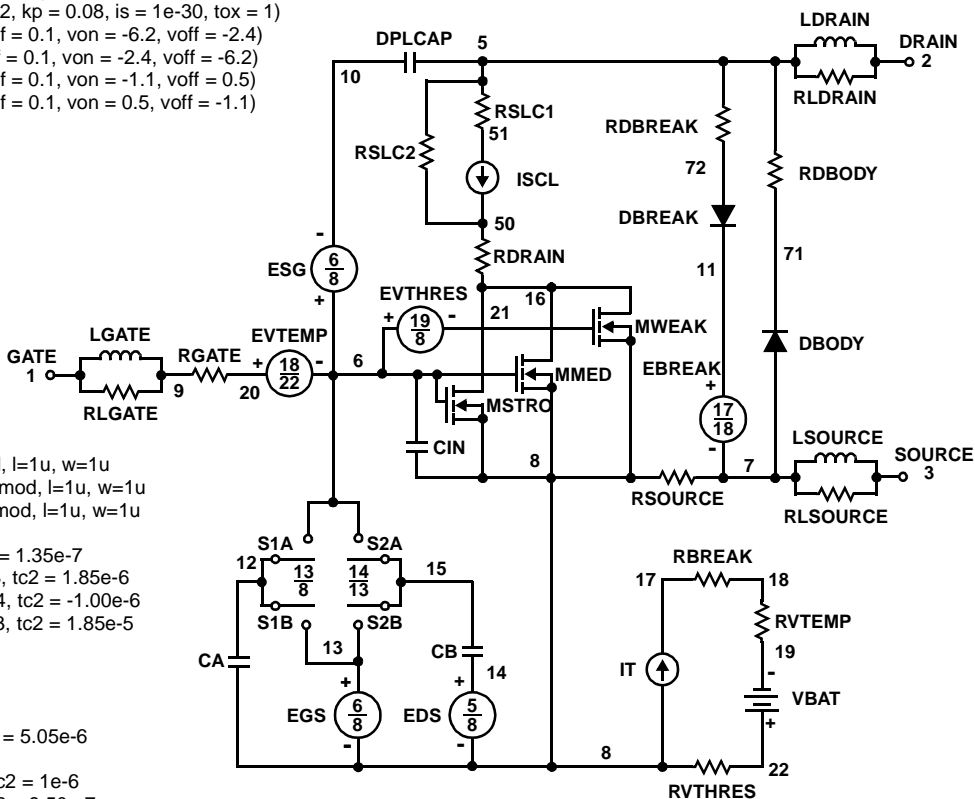 2, kp = 0.08, is = 1e-30, tox = 1)
ff = 0.1, von = -6.2, voff = -2.4)
f = 0.1, von = -2.4, voff = -6.2)
ff = 0.1, von = -1.1, voff = 0.5)
ff = 0.1, von = 0.5, voff = -1.1)
LDRAIN
DPLCAP
5
DRAIN
2
10
RLDRAIN
RSLC1
51
RDBREAK
RSLC2
72
RDBODY
ISCL
DBREAK
50
-
RDRAIN
71
ESG
6
8
11
+
EVTHRES
16
21
+
19
8
-
MWEAK
LGATE
EVTEMP
GATE
1
RGATE
+
18
22
-
6
MMED
EBREAK
+
DBODY
9
20
MSTRO
RLGATE
17
18
-
LSOURCE
CIN
SOURCE
8
7
3
RSOURCE
RLSOURCE
, l=1u, w=1u
mod, l=1u, w=1u
mod, l=1u, w=1u
S1A
S2A
RBREAK
= 1.35e-7
12
13
8
14
13
15
17
18
, tc2 = 1.85e-6
4, tc2 = -1.00e-6
3, tc2 = 1.85e-5
S1B
S2B
RVTEMP
13
CB
19
CA
14
IT
-
+
+
VBAT
EGS
6
8
EDS
5
8
+
= 5.05e-6
-
-
8
22
c2 = 1e-6
RVTHRES